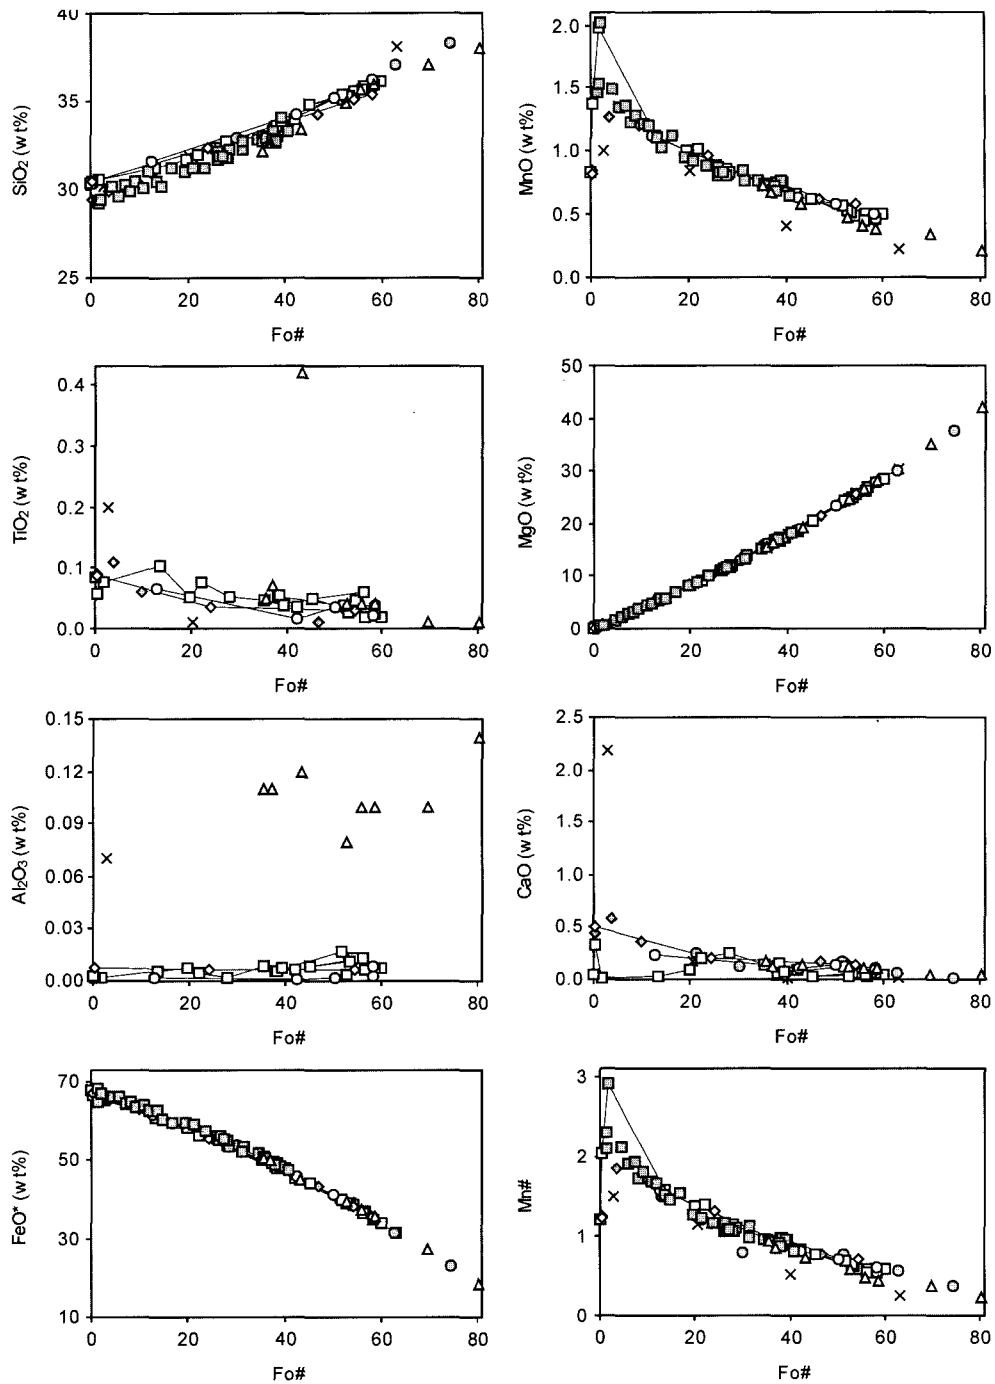 40
35
30
25
SiO2 (wt%)
0 20 40 60 80
Fo#
2.0
1.5
1.0
0.5
0.0
MnO (wt%)
0 20 40 60 80
Fo#
0.4
0.3
0.2
0.1
0.0
TiO2 (wt%)
0 20 40 60 80
Fo#
50
40
30
20
10
0
MgO (wt%)
0 20 40 60 80
Fo#
0.15
0.12
0.09
0.06
0.03
0.00
Al2O3 (wt%)
0 20 40 60 80
Fo#
2.5
2.0
1.5
1.0
0.5
0.0
CaO (wt%)
0 20 40 60 80
Fo#
70
50
30
10
FeO* (wt%)
0 20 40 60 80
Fo#
3
2
1
0
Mn#
0 20 40 60 80
Fo#